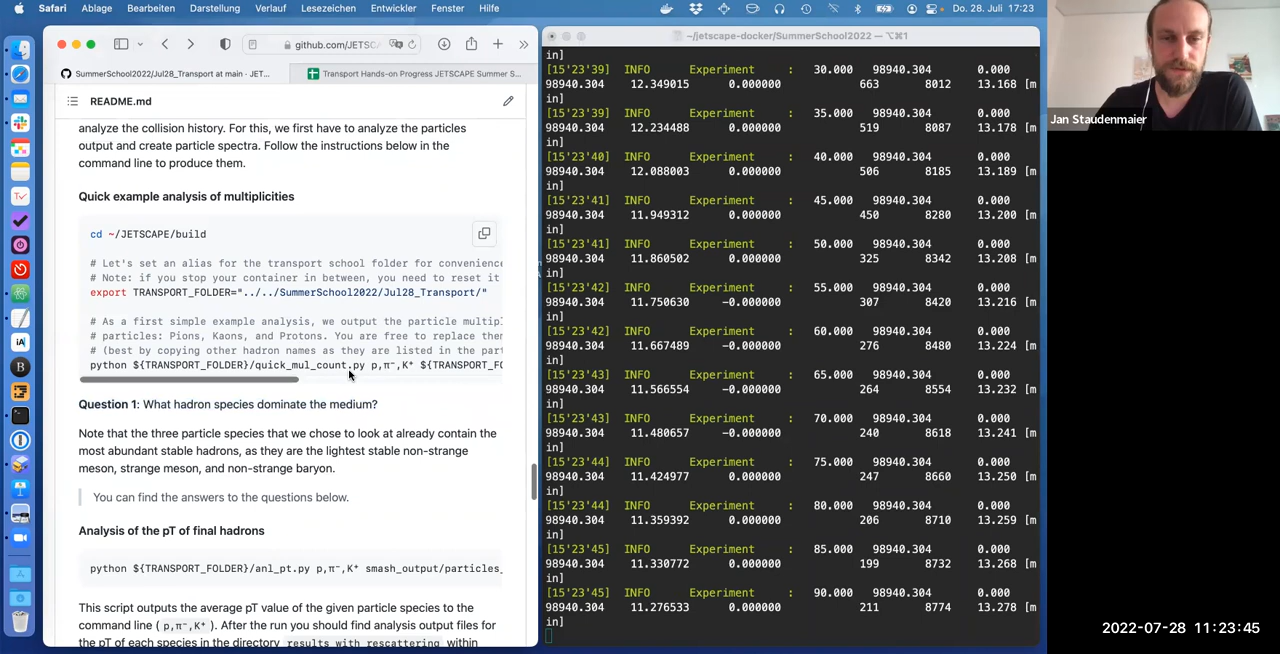 Safari Ablage Bearbeiten Darstellung Verlauf Lesezeichen Entwickler Fenster Hilfe Do. 28. Juli 17:23
github.com/JETSC
SummerSchool2022/Jul28_Transport at main · JET...
Transport Hands-on Progress JETSCAPE Summer S...
README.md
analyze the collision history. For this, we first have to analyze the particles
output and create particle spectra. Follow the instructions below in the
command line to produce them.
Quick example analysis of multiplicities
cd ~/JETSCAPE/build
# Let's set an alias for the transport school folder for convenience
# Note: if you stop your container in between, you need to reset it
export TRANSPORT_FOLDER="../../SummerSchool2022/Jul28_Transport/"
# As a first simple example analysis, we output the particle multipl
# particles: Pions, Kaons, and Protons. You are free to replace then
# (best by copying other hadron names as they are listed in the part
python ${TRANSPORT_FOLDER}/quick_mul_count.py p,π⁻,K⁺ ${TRANSPORT_FO
Question 1: What hadron species dominate the medium?
Note that the three particle species that we chose to look at already contain the
most abundant stable hadrons, as they are the lightest stable non-strange
meson, strange meson, and non-strange baryon.
You can find the answers to the questions below.
Analysis of the pT of final hadrons
python ${TRANSPORT_FOLDER}/anl_pt.py p,π⁻,K⁺ smash_output/particles_
This script outputs the average pT value of the given particle species to the
command line ( p,π⁻,K⁺ ). After the run you should find analysis output files for
the pT of each species in the directory results_with_rescattering within
~/jetscape-docker/SummerSchool2022 — ⌥⌘1
in]
[15'23'39] INFO Experiment : 30.000 98940.304 0.000
98940.304 12.349015 0.000000 663 8012 13.168 [m
in]
[15'23'39] INFO Experiment : 35.000 98940.304 0.000
98940.304 12.234488 0.000000 519 8087 13.178 [m
in]
[15'23'40] INFO Experiment : 40.000 98940.304 0.000
98940.304 12.088003 0.000000 506 8185 13.189 [m
in]
[15'23'41] INFO Experiment : 45.000 98940.304 0.000
98940.304 11.949312 0.000000 450 8280 13.200 [m
in]
[15'23'41] INFO Experiment : 50.000 98940.304 0.000
98940.304 11.860502 0.000000 325 8342 13.208 [m
in]
[15'23'42] INFO Experiment : 55.000 98940.304 0.000
98940.304 11.750630 -0.000000 307 8420 13.216 [m
in]
[15'23'42] INFO Experiment : 60.000 98940.304 0.000
98940.304 11.667489 -0.000000 276 8480 13.224 [m
in]
[15'23'43] INFO Experiment : 65.000 98940.304 0.000
98940.304 11.566554 -0.000000 264 8554 13.232 [m
in]
[15'23'43] INFO Experiment : 70.000 98940.304 0.000
98940.304 11.480657 -0.000000 240 8618 13.241 [m
in]
[15'23'44] INFO Experiment : 75.000 98940.304 0.000
98940.304 11.424977 0.000000 247 8660 13.250 [m
in]
[15'23'44] INFO Experiment : 80.000 98940.304 0.000
98940.304 11.359392 0.000000 206 8710 13.259 [m
in]
[15'23'45] INFO Experiment : 85.000 98940.304 0.000
98940.304 11.330772 0.000000 199 8732 13.268 [m
in]
[15'23'45] INFO Experiment : 90.000 98940.304 0.000
98940.304 11.276533 0.000000 211 8774 13.278 [m
in]
Jan Staudenmaier
2022-07-28 11:23:45